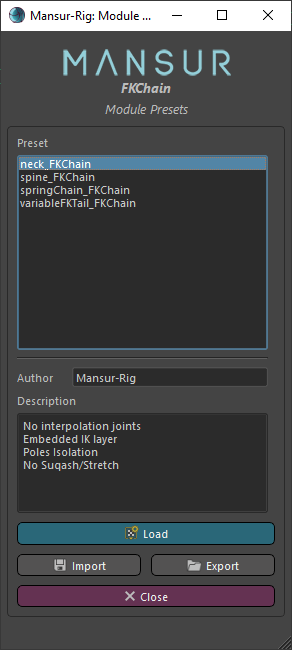 Mansur-Rig: Module ...
MANSUR
FKChain
Module Presets
Preset
neck_FKChain
spine_FKChain
springChain_FKChain
variableFKTail_FKChain
Author
Mansur-Rig
Description
No interpolation joints
Embedded IK layer
Poles Isolation
No Suqash/Stretch
Load
Import
Export
Close